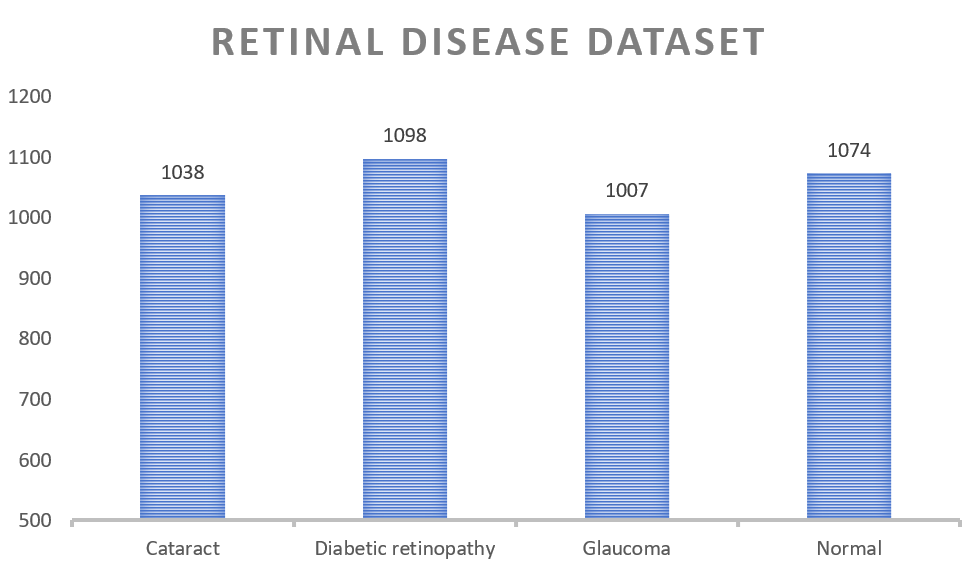 RETINAL DISEASE DATASET
1200
1100
1000
900
800
700
600
500
1038
1098
1007
1074
Cataract
Diabetic retinopathy
Glaucoma
Normal